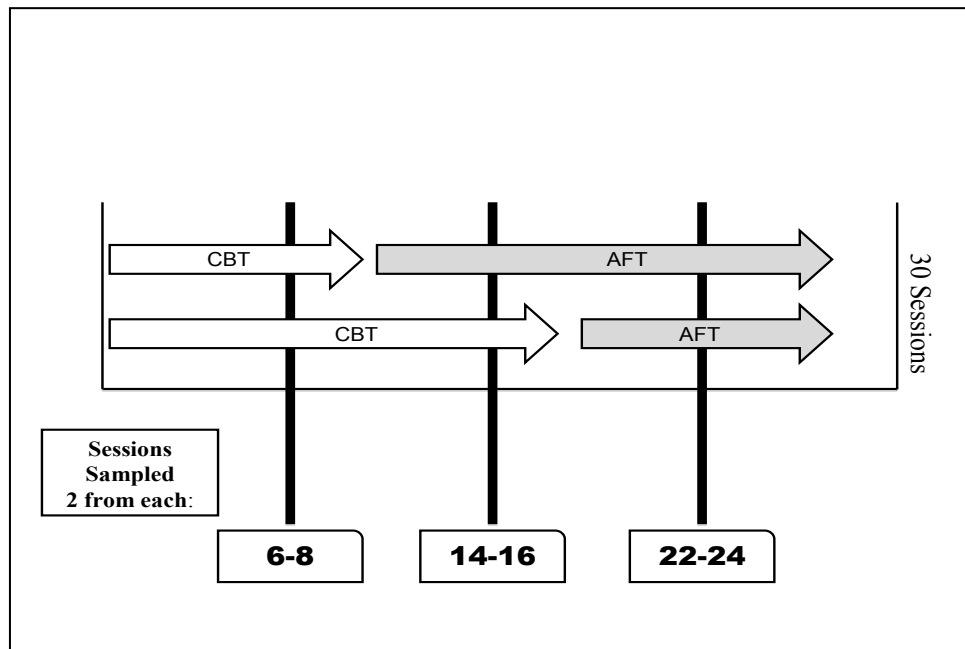 CBT
AFT
CBT
AFT
30 Sessions
Sessions
Sampled
2 from each:
6-8
14-16
22-24